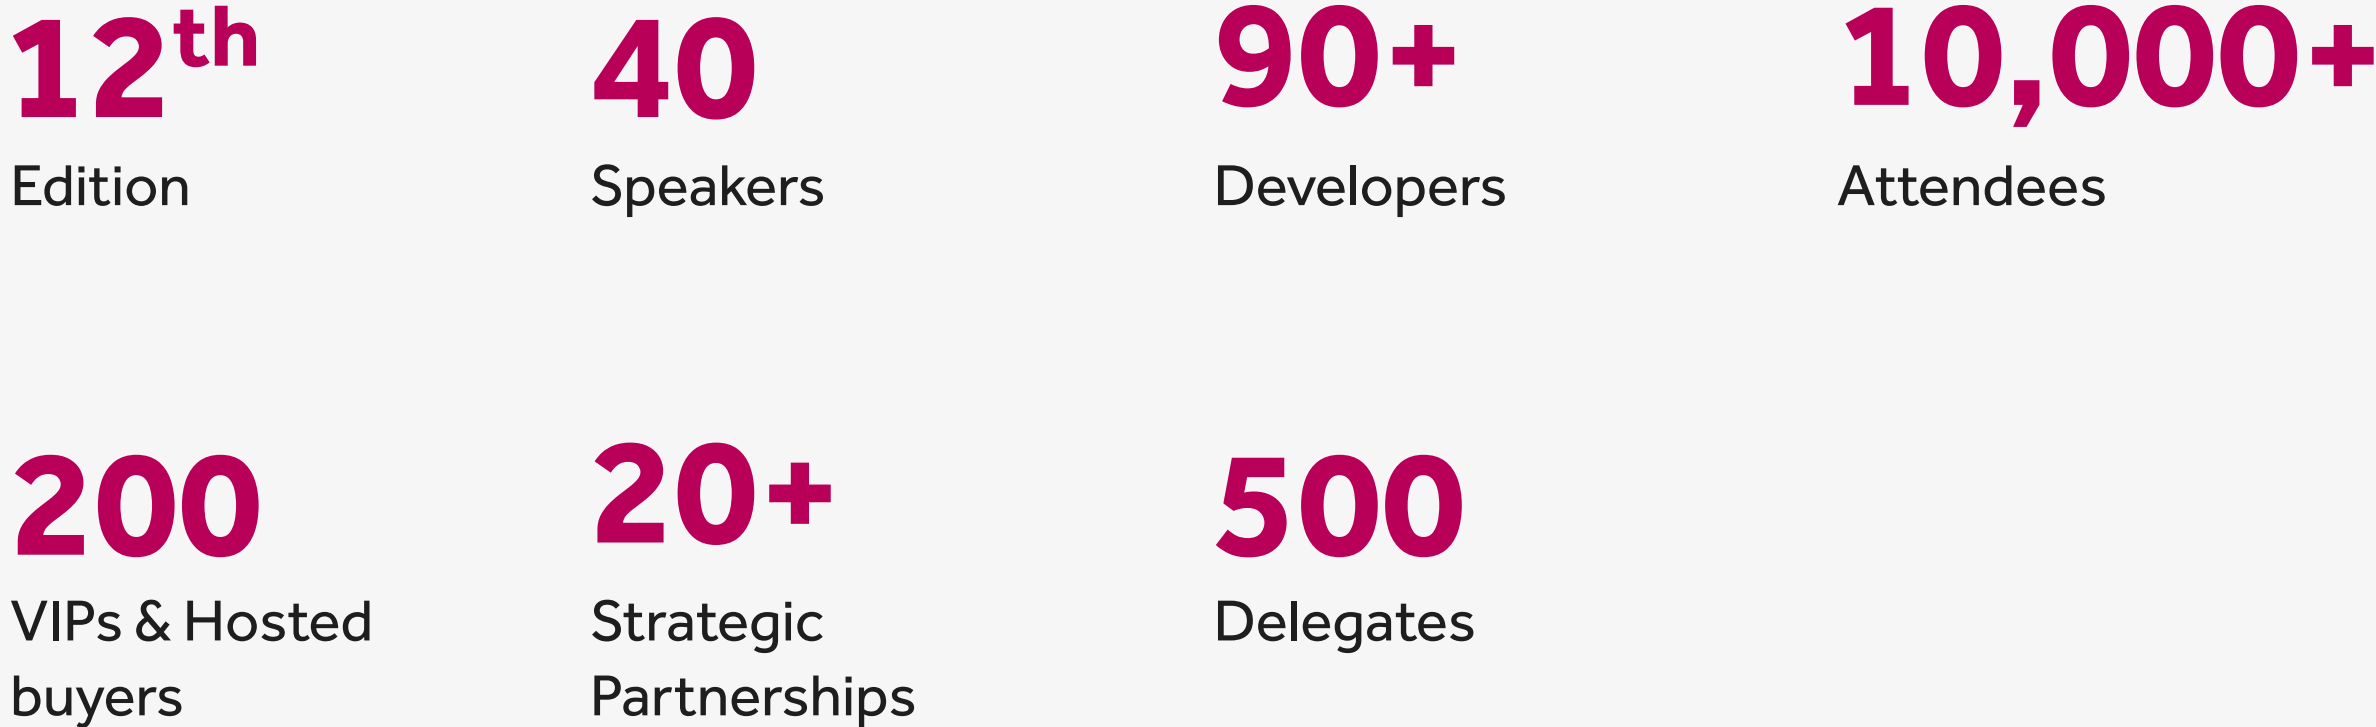 12th
Edition
40
Speakers
90+
Developers
10,000+
Attendees
200
VIPs & Hosted
buyers
20+
Strategic
Partnerships
500
Delegates